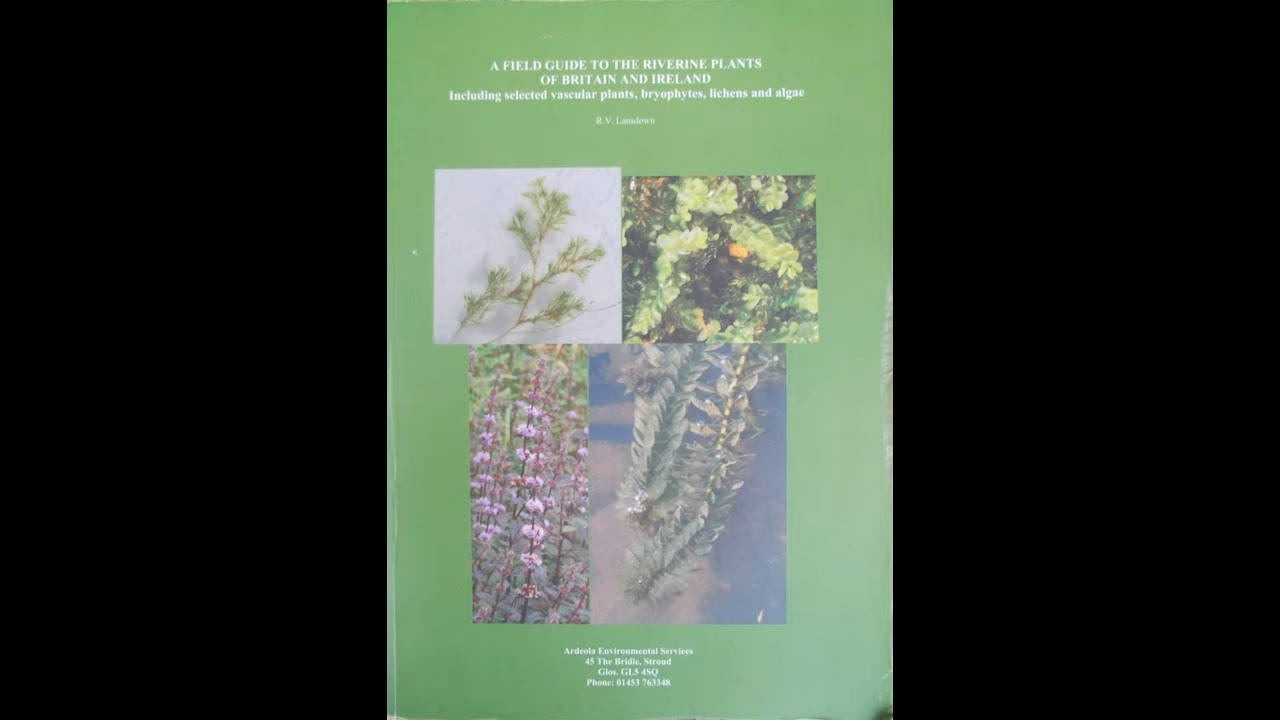 A FIELD GUIDE TO THE RIVERINE PLANTS
OF BRITAIN AND IRELAND
Including selected vascular plants, bryophytes, lichens and algae
R.V. Lansdown
Ardeola Environmental Services
45 The Bridle, Stroud
Glos. GL5 4SQ
Phone: 01453 763348